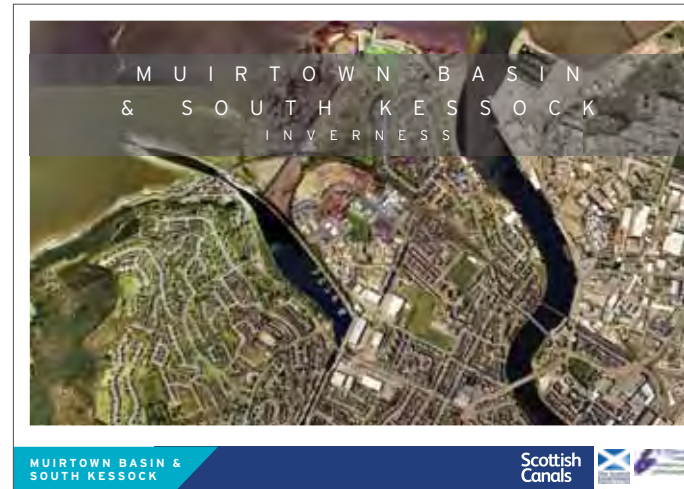 MUIRTOWN BASIN
& SOUTH KESSOCK
INVERNESS
MUIRTOWN BASIN &
SOUTH KESSOCK
Scottish
Canals